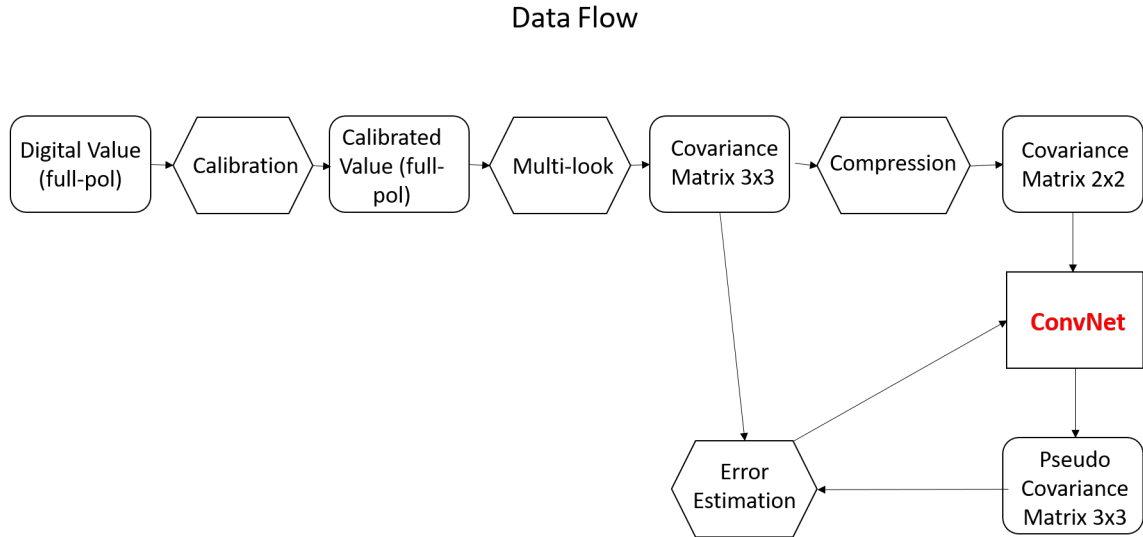 Data Flow
Digital Value
(full-pol)
Calibration
Calibrated
Value (full-
pol)
Multi-look
Covariance
Matrix 3x3
Compression
Covariance
Matrix 2x2
ConvNet
Error
Estimation
Pseudo
Covariance
Matrix 3x3